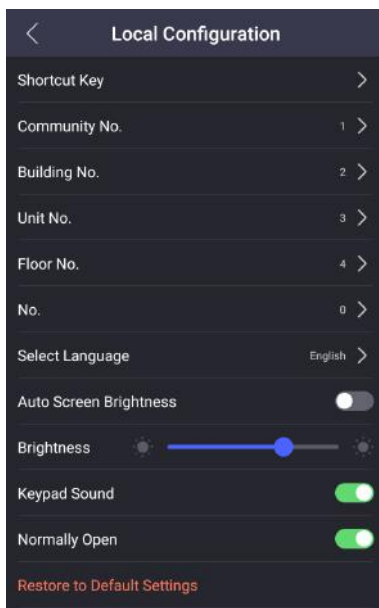 Local Configuration
Shortcut Key
Community No. 1
Building No. 2
Unit No. 3
Floor No. 4
No. 0
Select Language English
Auto Screen Brightness
Brightness
Keypad Sound
Normally Open
Restore to Default Settings